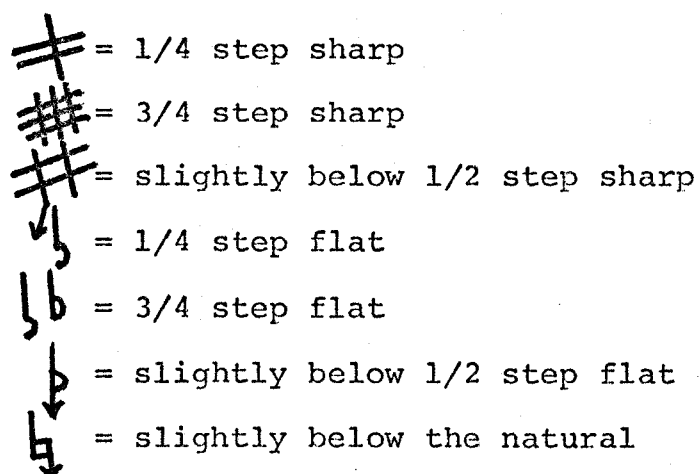 = 1/4 step sharp
= 3/4 step sharp
= slightly below 1/2 step sharp
= 1/4 step flat
= 3/4 step flat
= slightly below 1/2 step flat
= slightly below the natural